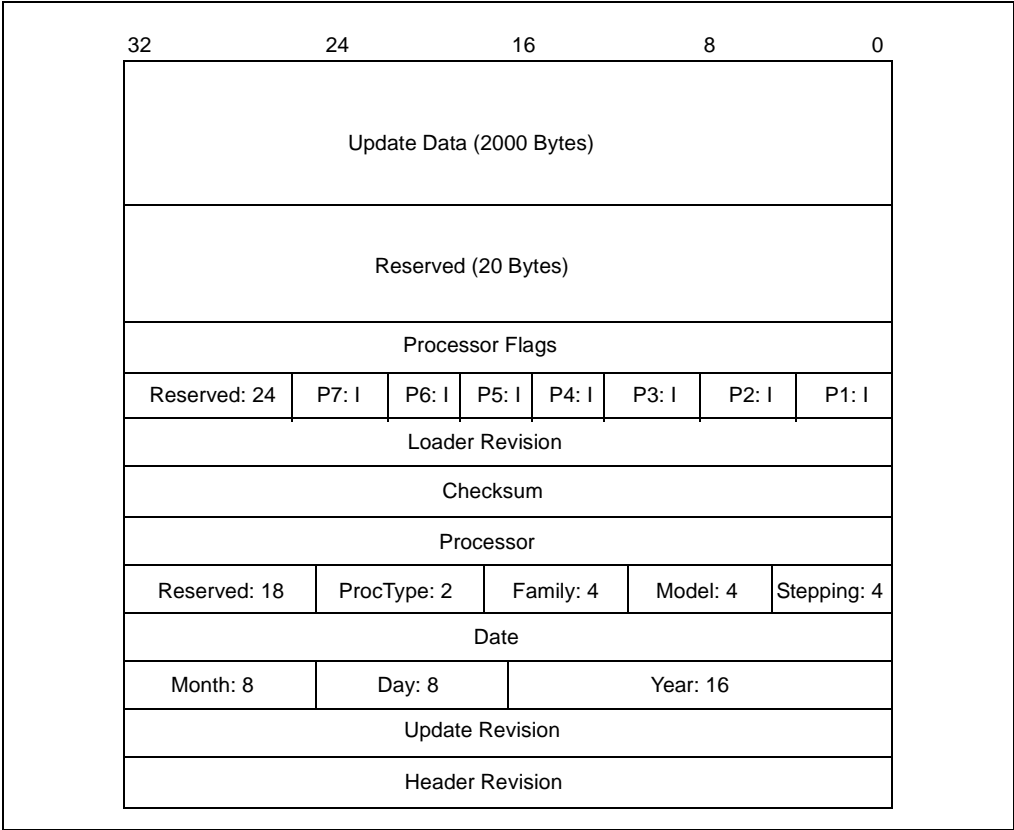 32 24 16 8 0
Update Data (2000 Bytes)
Reserved (20 Bytes)
Processor Flags
Reserved: 24 P7: I P6: I P5: I P4: I P3: I P2: I P1: I
Loader Revision
Checksum
Processor
Reserved: 18 ProcType: 2 Family: 4 Model: 4 Stepping: 4
Date
Month: 8 Day: 8 Year: 16
Update Revision
Header Revision